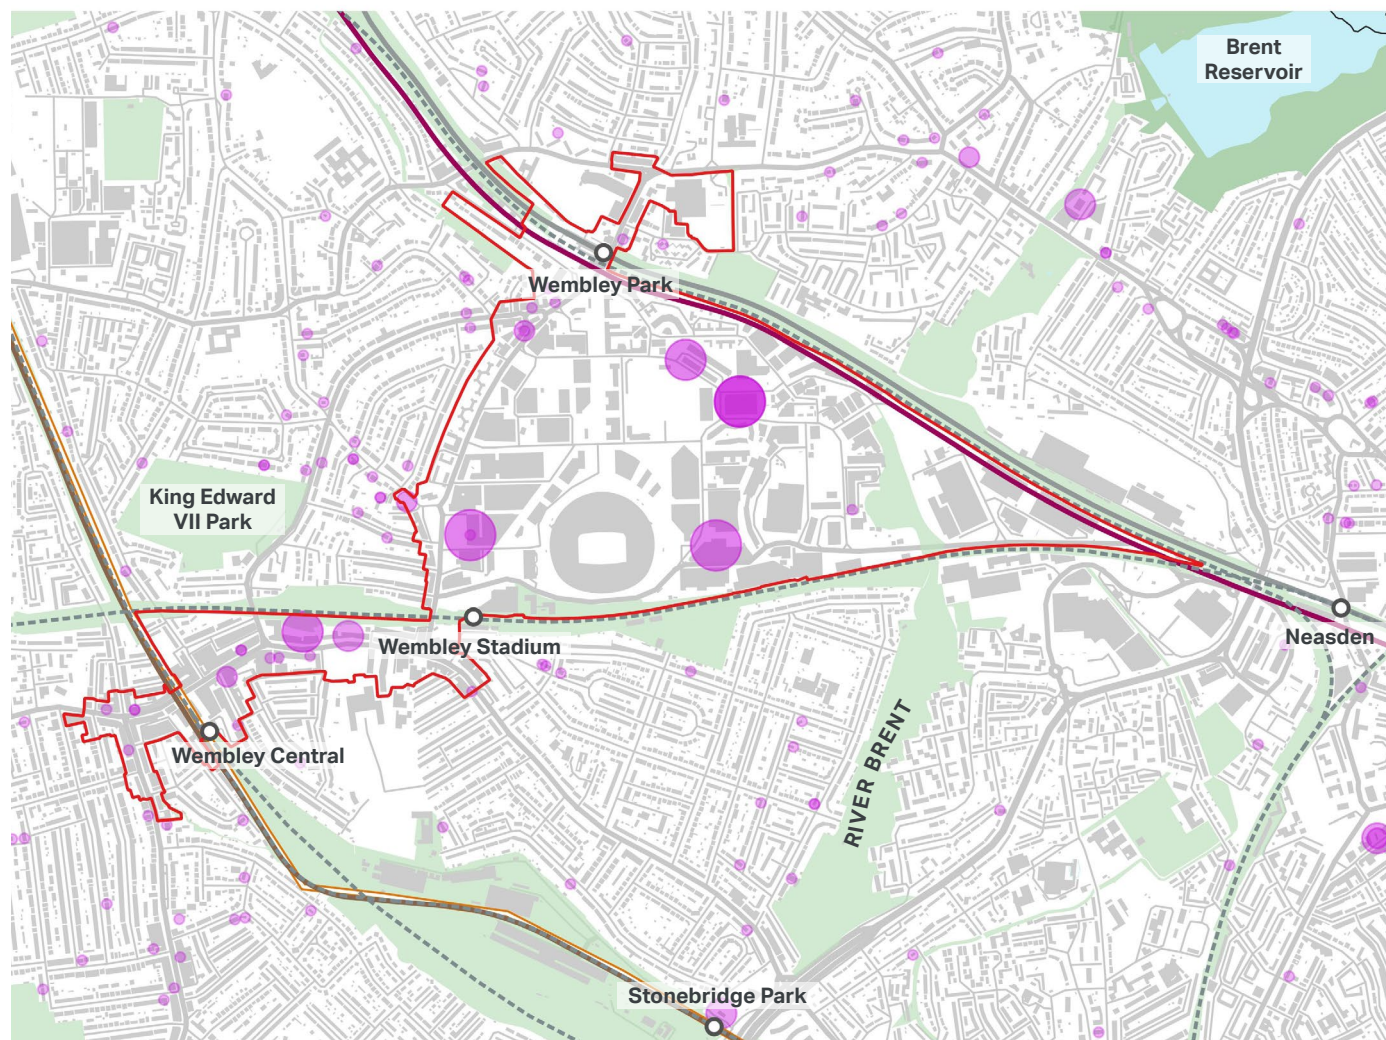 Brent
Reservoir
Wembley Park
King Edward
VII Park
Neasden
Wembley Stadium
RIVER BRENT
Wembley Central
Stonebridge Park